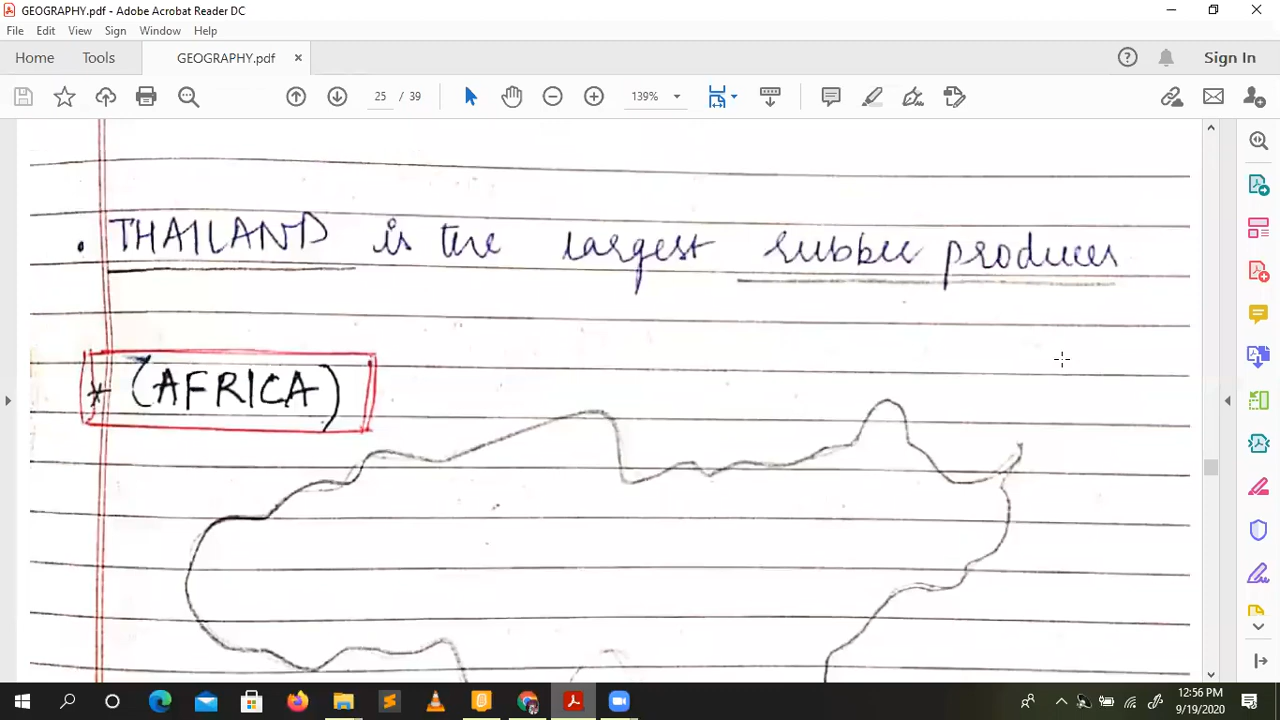 GEOGRAPHY.pdf - Adobe Acrobat Reader DC
File Edit View Sign Window Help
Home Tools GEOGRAPHY.pdf × Sign In
25 / 39 139%
. THAILAND is the largest rubber producer
* (AFRICA)
12:56 PM
9/19/2020